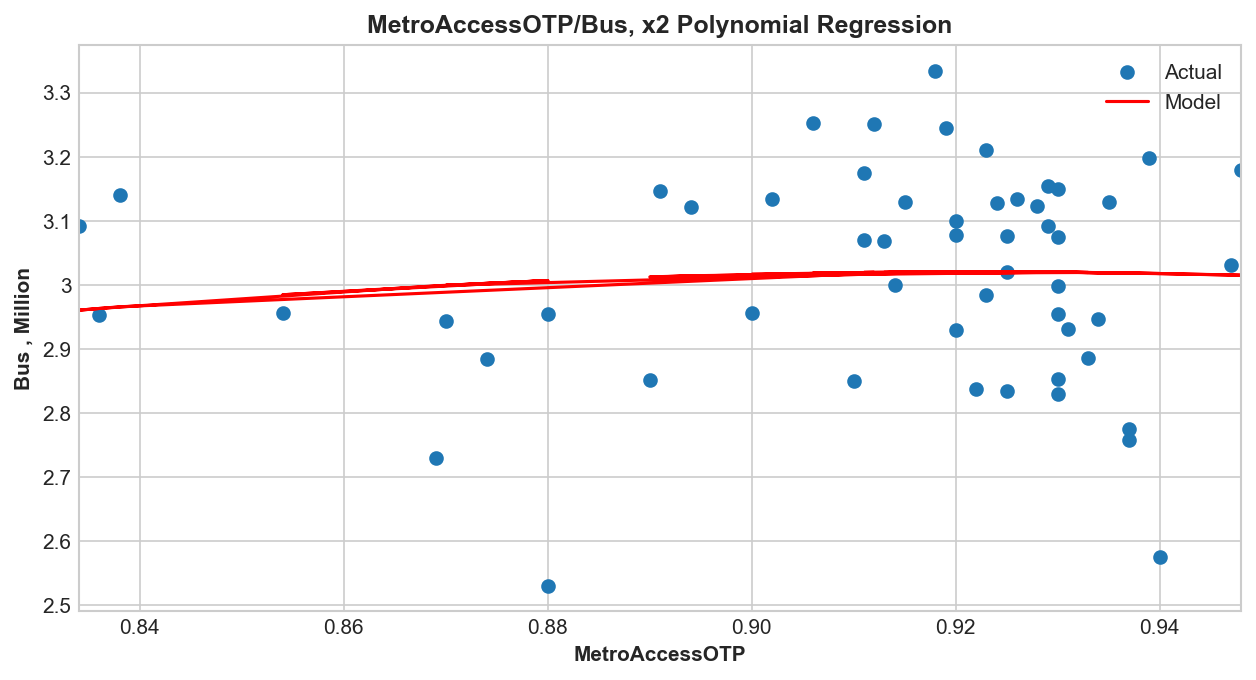 MetroAccessOTP/Bus, x2 Polynomial Regression
Actual
Model
3.3
3.2
3.1
3
2.9
2.8
2.7
2.6
2.5
Bus , Million
0.84 0.86 0.88 0.90 0.92 0.94
MetroAccessOTP